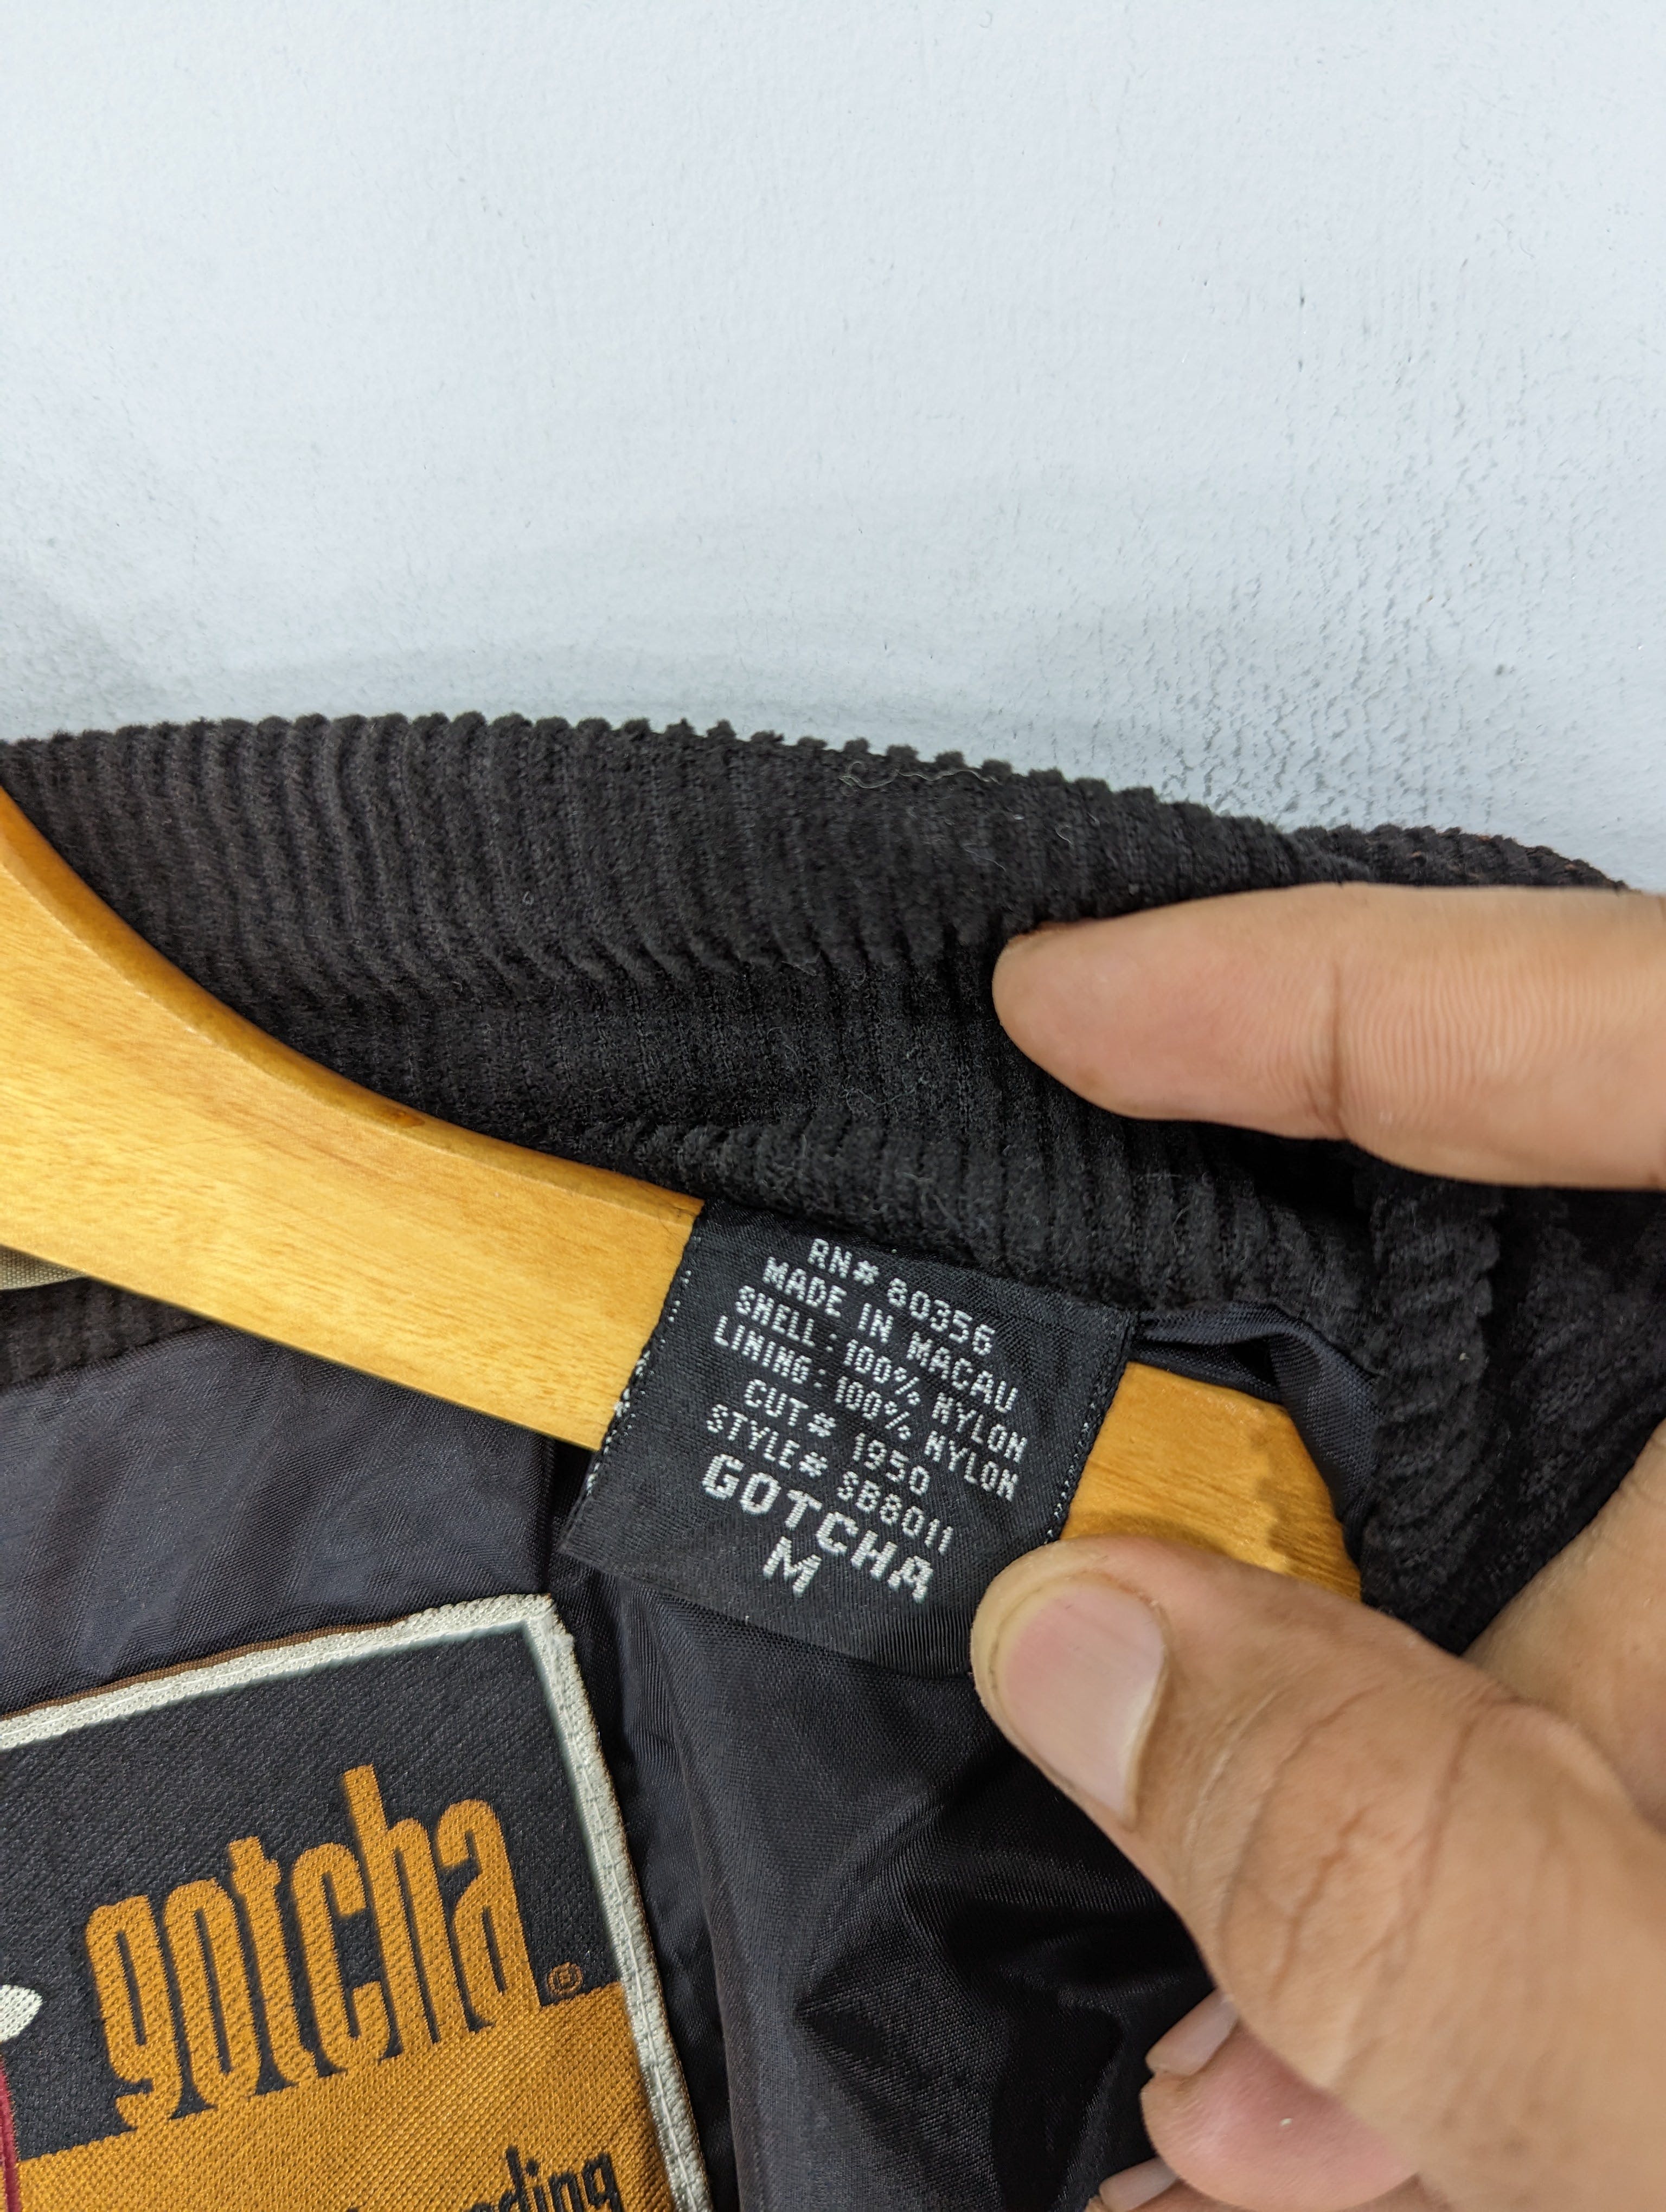 RN# 80356
MADE IN MACAU
SHELL: 100% NYLON
LINING: 100% NYLON
CUT# 1950
STYLE# SB8011
GOTCHA
M
gotcha®